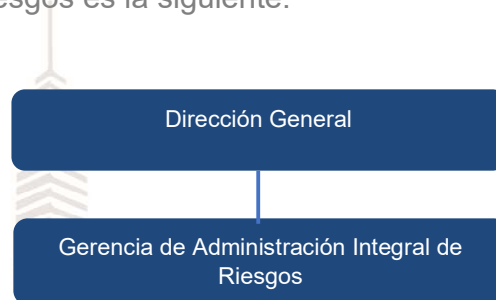 esgos es la siguiente:
Dirección General
Gerencia de Administración Integral de
Riesgos